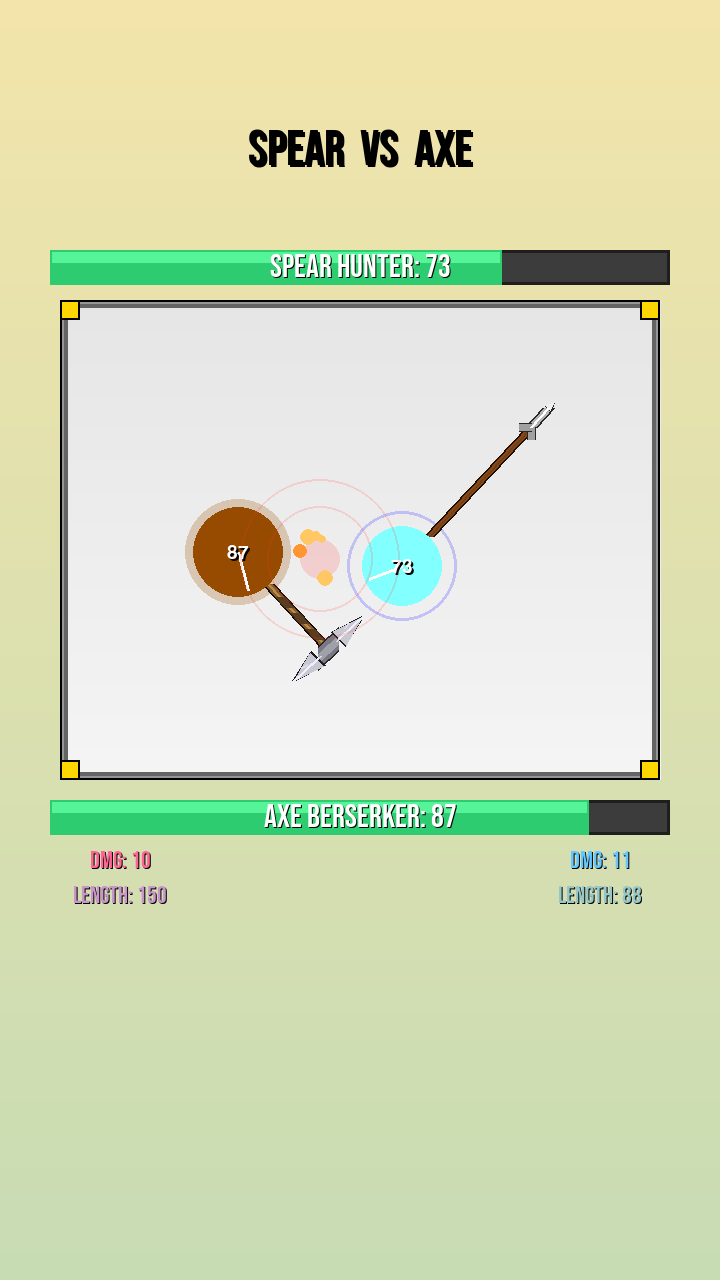 SPEAR VS AXE
SPEAR HUNTER: 73
87
73
AXE BERSERKER: 87
DMG: 10
DMG: 11
LENGTH: 150
LENGTH: 88